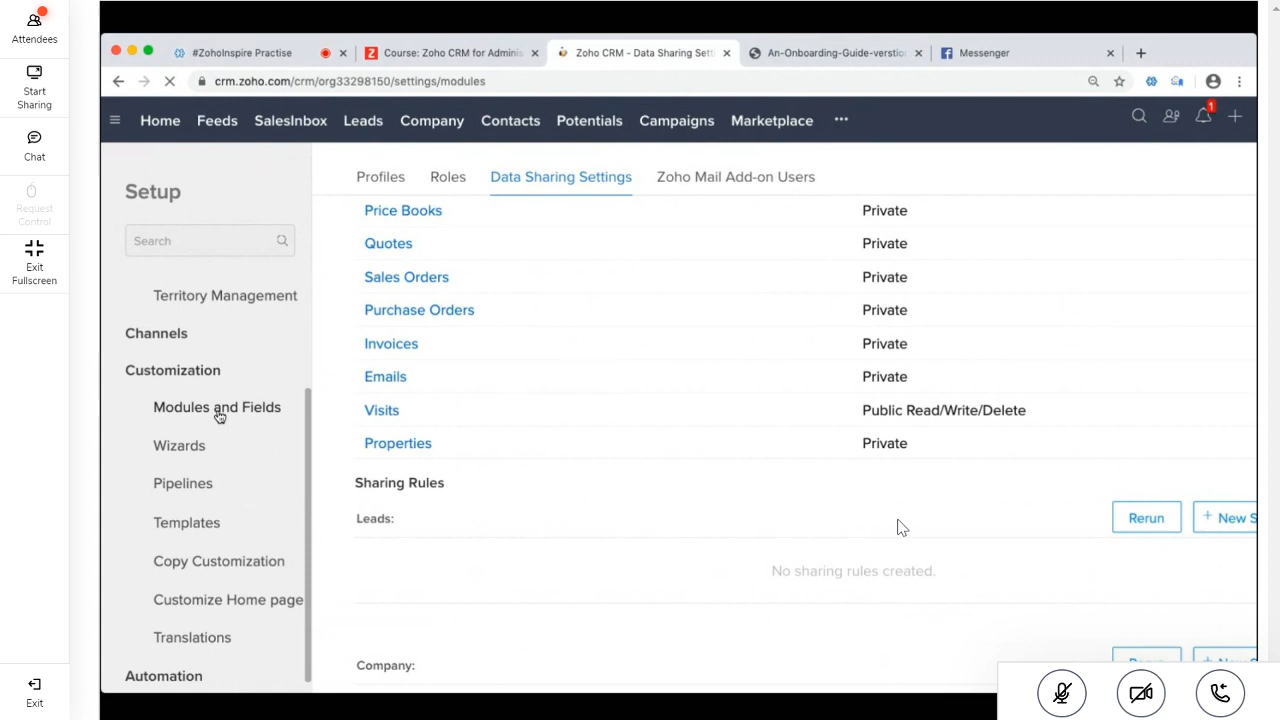 Attendees
Start
Sharing
Chat
Request
Control
Exit
Fullscreen
Exit
#ZohoInspire Practise
Course: Zoho CRM for Adminis
Zoho CRM - Data Sharing Sett
An-Onboarding-Guide-verstio
Messenger
crm.zoho.com/crm/org33298150/settings/modules
Home Feeds SalesInbox Leads Company Contacts Potentials Campaigns Marketplace ••• 1
Setup
Search
Territory Management
Channels
Customization
Modules and Fields
Wizards
Pipelines
Templates
Copy Customization
Customize Home page
Translations
Automation
Profiles Roles Data Sharing Settings Zoho Mail Add-on Users
Price Books Private
Quotes Private
Sales Orders Private
Purchase Orders Private
Invoices Private
Emails Private
Visits Public Read/Write/Delete
Properties Private
Sharing Rules
Leads: Rerun + New S
No sharing rules created.
Company: